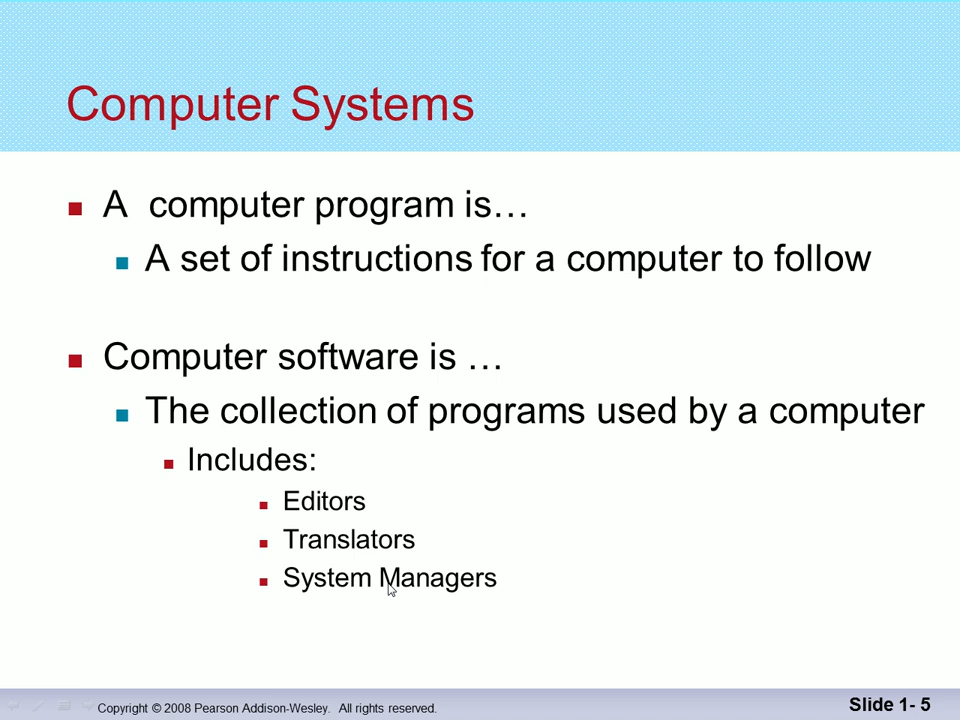 Computer Systems
A computer program is…
A set of instructions for a computer to follow
Computer software is …
The collection of programs used by a computer
Includes:
Editors
Translators
System Managers
Copyright © 2008 Pearson Addison-Wesley. All rights reserved.
Slide 1- 5